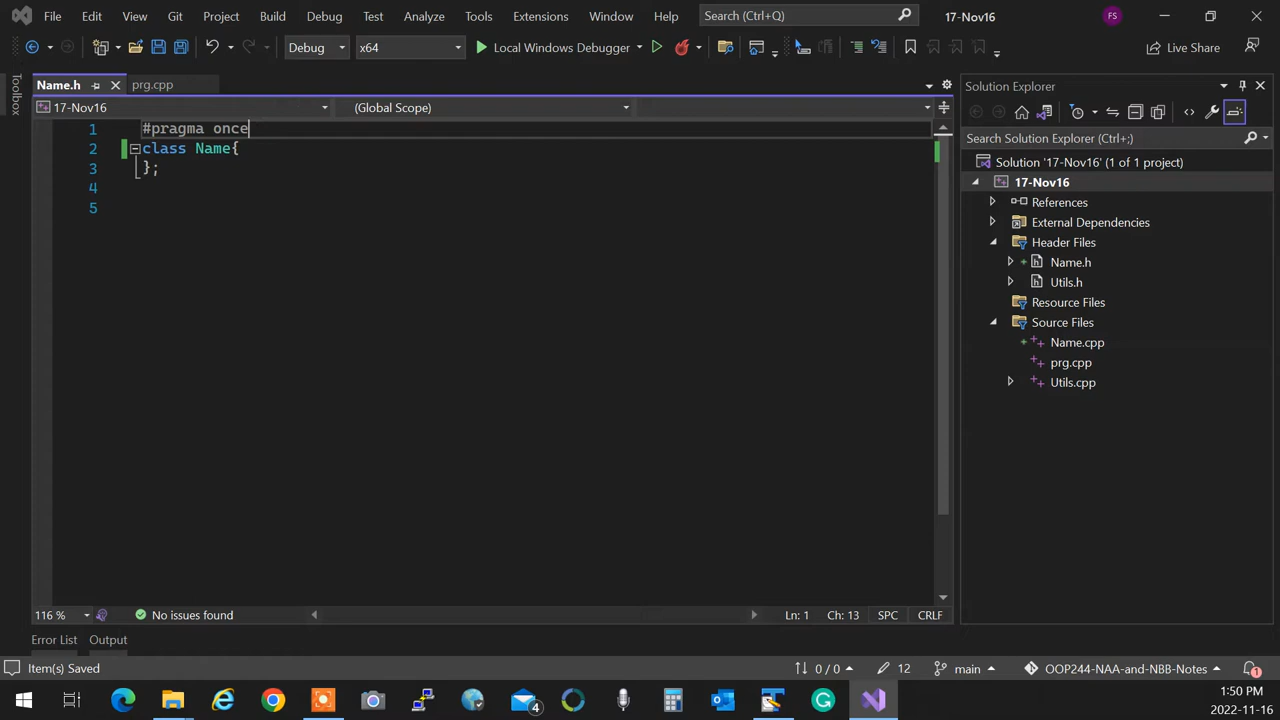 File Edit View Git Project Build Debug Test Analyze Tools Extensions Window Help Search (Ctrl+Q) 17-Nov16 FS
Debug x64 Local Windows Debugger Live Share
Toolbox
Name.h prg.cpp
17-Nov16 (Global Scope)
1 #pragma once
2 class Name{
3 };
4
5
Solution Explorer
Search Solution Explorer (Ctrl+;)
Solution '17-Nov16' (1 of 1 project)
17-Nov16
References
External Dependencies
Header Files
Name.h
Utils.h
Resource Files
Source Files
Name.cpp
prg.cpp
Utils.cpp
116 % No issues found Ln: 1 Ch: 13 SPC CRLF
Error List Output
Item(s) Saved 0 / 0 12 main OOP244-NAA-and-NBB-Notes 1
4
1:50 PM
2022-11-16